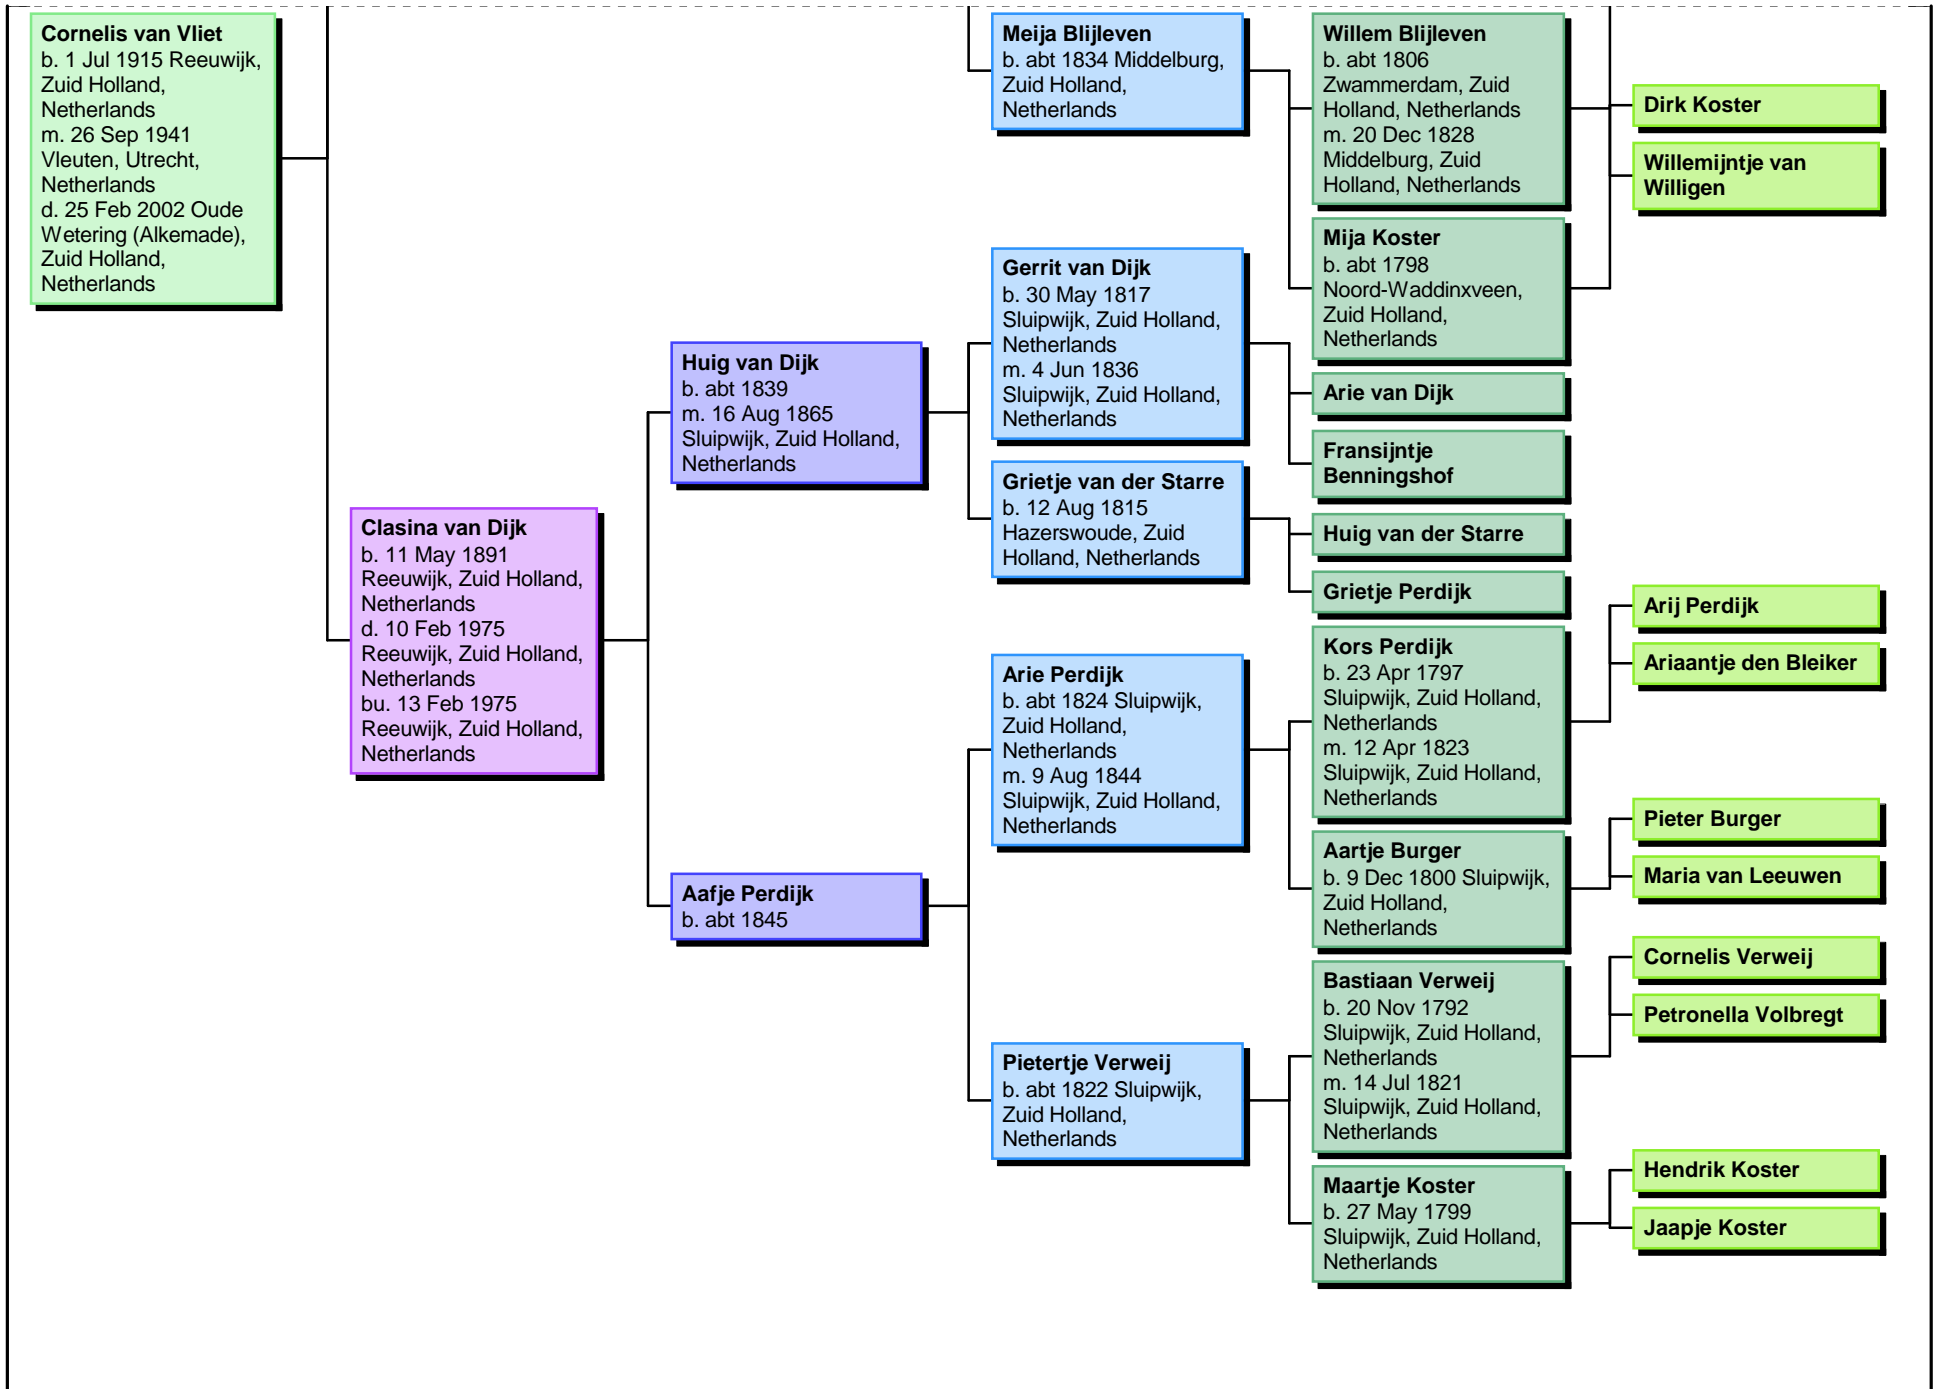 Cornelis van Vliet
b. 1 Jul 1915 Reeuwijk,
Zuid Holland,
Netherlands
m. 26 Sep 1941
Vleuten, Utrecht,
Netherlands
d. 25 Feb 2002 Oude
Wetering (Alkemade),
Zuid Holland,
Netherlands
Clasina van Dijk
b. 11 May 1891
Reeuwijk, Zuid Holland,
Netherlands
d. 10 Feb 1975
Reeuwijk, Zuid Holland,
Netherlands
bu. 13 Feb 1975
Reeuwijk, Zuid Holland,
Netherlands
Huig van Dijk
b. abt 1839
m. 16 Aug 1865
Sluipwijk, Zuid Holland,
Netherlands
Aafje Perdijk
b. abt 1845
Meija Blijleven
b. abt 1834 Middelburg,
Zuid Holland,
Netherlands
Gerrit van Dijk
b. 30 May 1817
Sluipwijk, Zuid Holland,
Netherlands
m. 4 Jun 1836
Sluipwijk, Zuid Holland,
Netherlands
Grietje van der Starre
b. 12 Aug 1815
Hazerswoude, Zuid
Holland, Netherlands
Arie Perdijk
b. abt 1824 Sluipwijk,
Zuid Holland,
Netherlands
m. 9 Aug 1844
Sluipwijk, Zuid Holland,
Netherlands
Pietertje Verweij
b. abt 1822 Sluipwijk,
Zuid Holland,
Netherlands
Willem Blijleven
b. abt 1806
Zwammerdam, Zuid
Holland, Netherlands
m. 20 Dec 1828
Middelburg, Zuid
Holland, Netherlands
Mija Koster
b. abt 1798
Noord-Waddinxveen,
Zuid Holland,
Netherlands
Arie van Dijk
Fransijntje
Benningshof
Huig van der Starre
Grietje Perdijk
Kors Perdijk
b. 23 Apr 1797
Sluipwijk, Zuid Holland,
Netherlands
m. 12 Apr 1823
Sluipwijk, Zuid Holland,
Netherlands
Aartje Burger
b. 9 Dec 1800 Sluipwijk,
Zuid Holland,
Netherlands
Bastiaan Verweij
b. 20 Nov 1792
Sluipwijk, Zuid Holland,
Netherlands
m. 14 Jul 1821
Sluipwijk, Zuid Holland,
Netherlands
Maartje Koster
b. 27 May 1799
Sluipwijk, Zuid Holland,
Netherlands
Dirk Koster
Willemijntje van
Willigen
Arij Perdijk
Ariaantje den Bleiker
Pieter Burger
Maria van Leeuwen
Cornelis Verweij
Petronella Volbregt
Hendrik Koster
Jaapje Koster